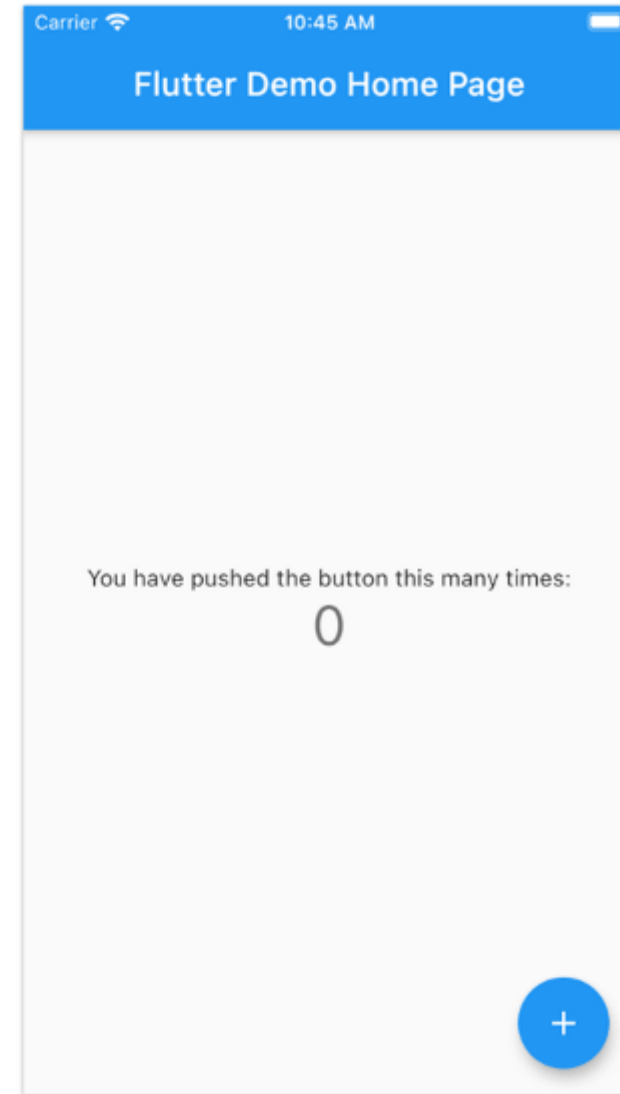 Carrier 10:45 AM
Flutter Demo Home Page
You have pushed the button this many times:
0
+